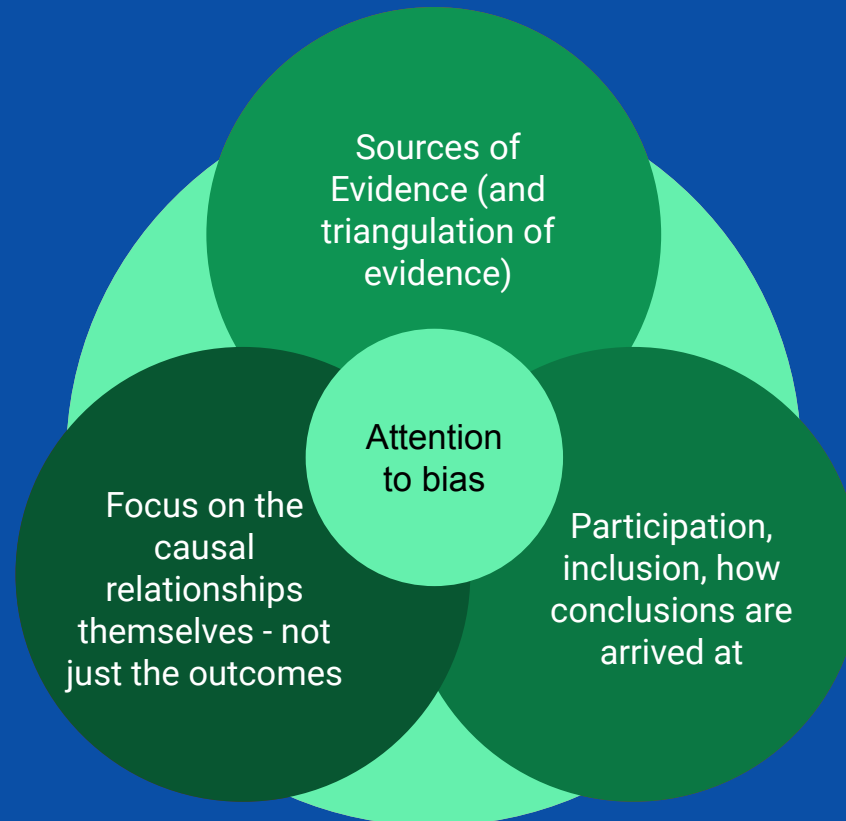 Sources of
Evidence (and
triangulation of
evidence)
Attention
to bias
Focus on the
causal
relationships
themselves - not
just the outcomes
Participation,
inclusion, how
conclusions are
arrived at